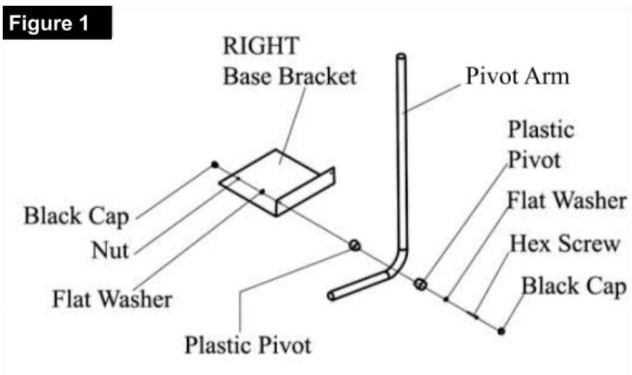 Figure 1
RIGHT
Base Bracket
Pivot Arm
Plastic
Pivot
Flat Washer
Hex Screw
Black Cap
Black Cap
Nut
Flat Washer
Plastic Pivot